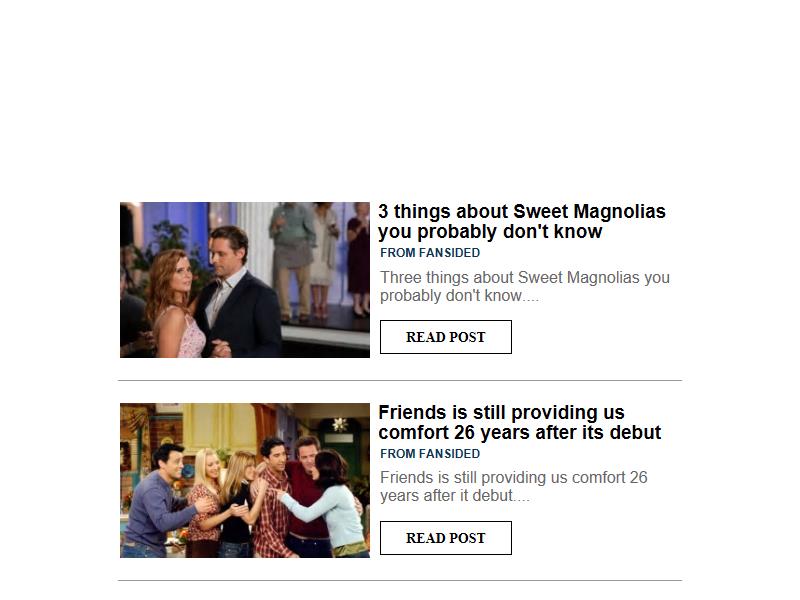 3 things about Sweet Magnolias
you probably don't know
FROM FANSIDED
Three things about Sweet Magnolias you
probably don't know....
READ POST
Friends is still providing us
comfort 26 years after its debut
FROM FANSIDED
Friends is still providing us comfort 26
years after it debut....
READ POST